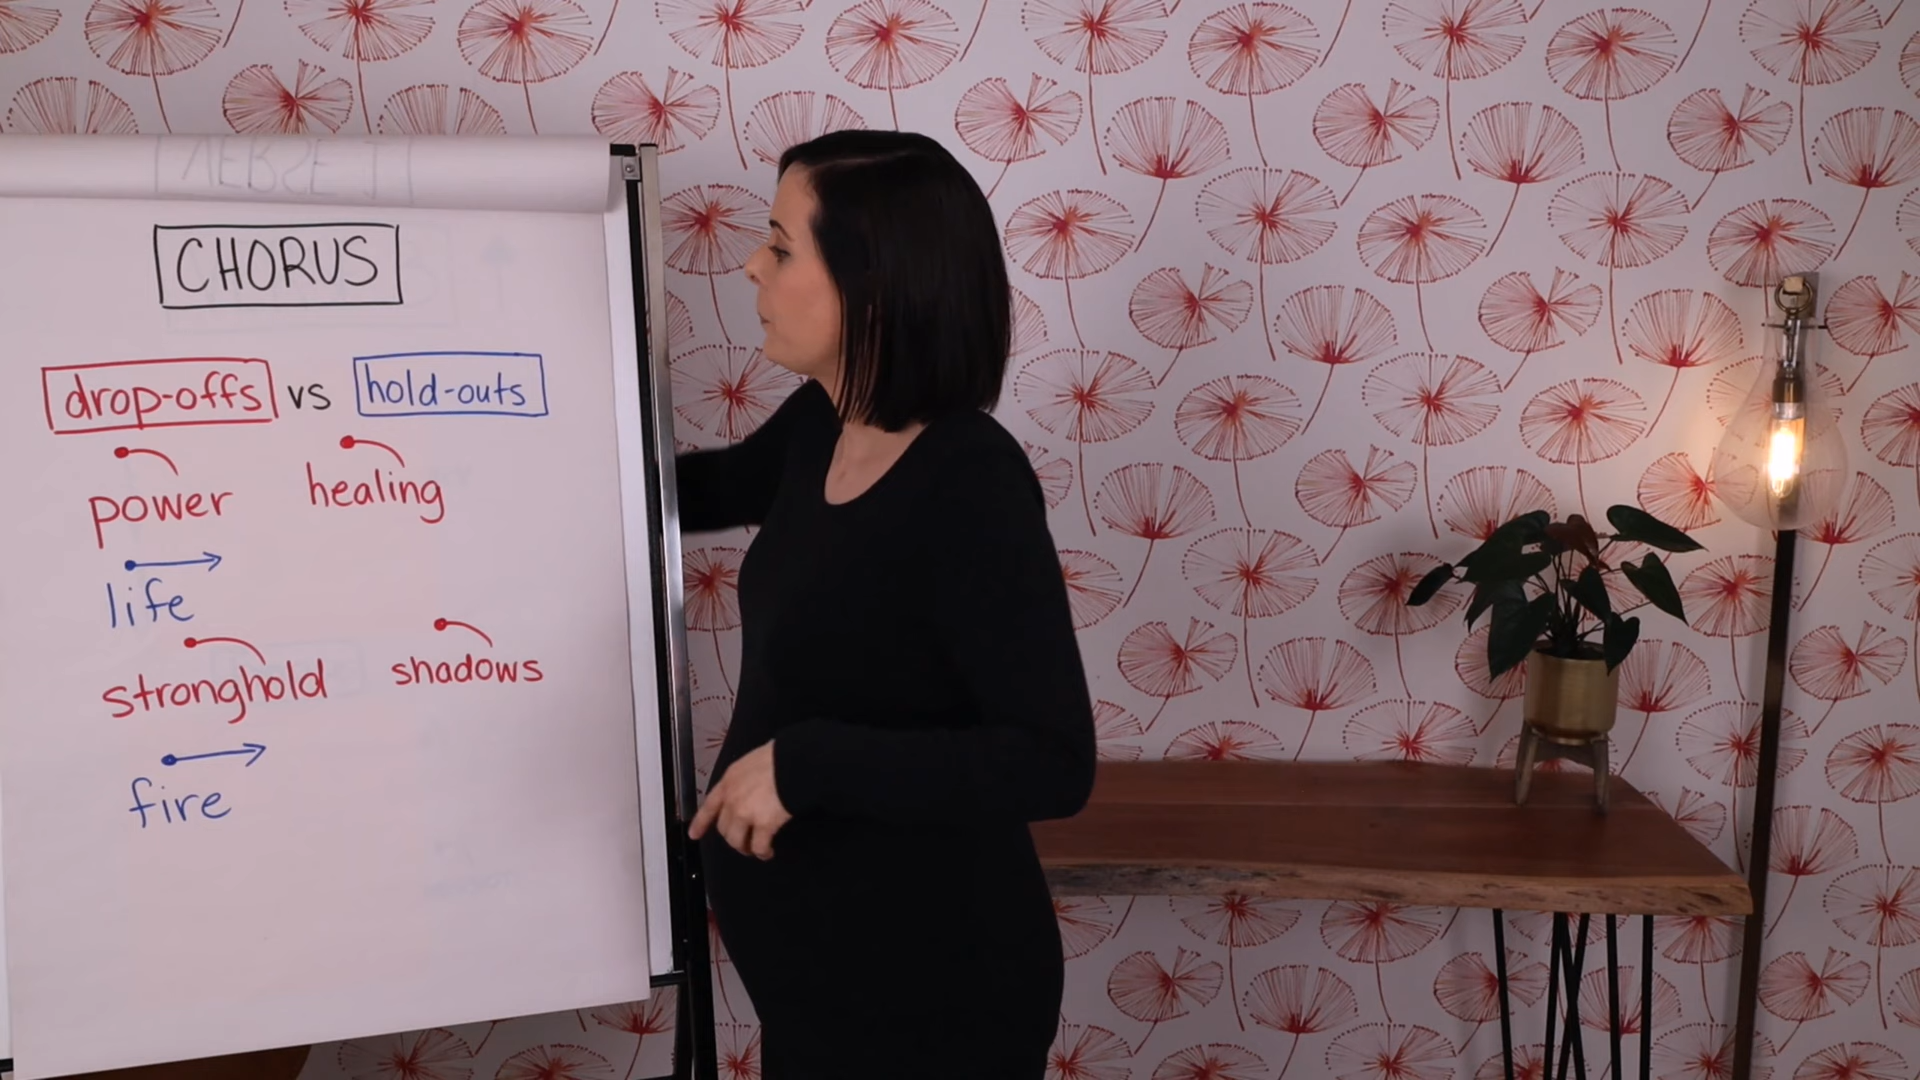 CHORUS
drop-offs vs hold-outs
power healing
life
stronghold shadows
fire